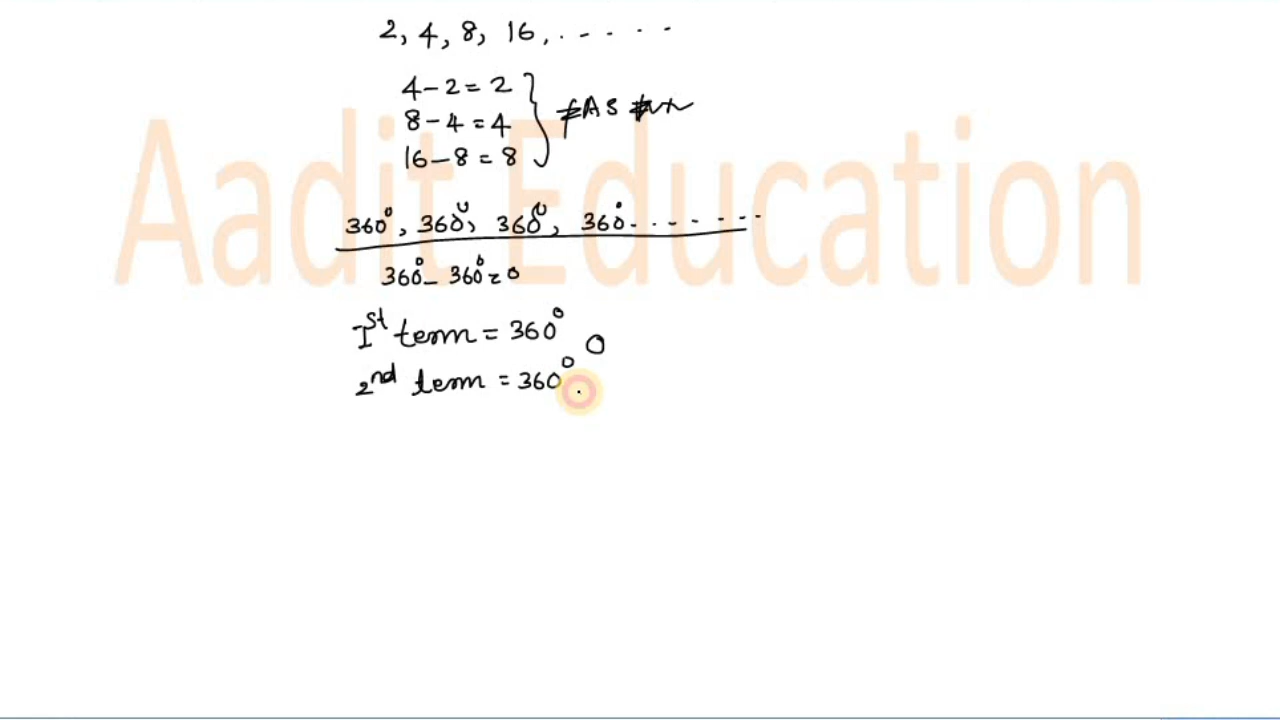 2, 4, 8, 16, . - - - - -
4 - 2 = 2
8 - 4 = 4
16 - 8 = 8
≠ AS
360°, 360°, 360°, 360° - - - - - - -
360° - 360° = 0
Ist term = 360°
2nd term = 360°
Aadit Education